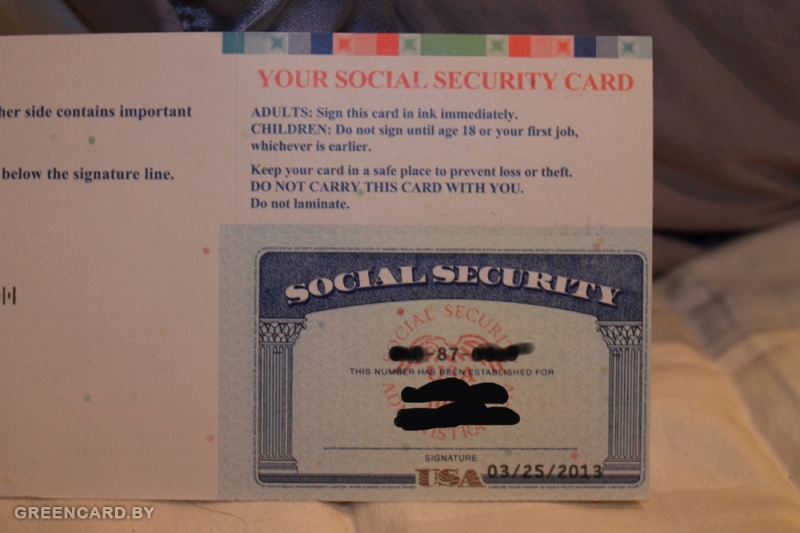 her side contains important
below the signature line.
YOUR SOCIAL SECURITY CARD
ADULTS: Sign this card in ink immediately.
CHILDREN: Do not sign until age 18 or your first job,
whichever is earlier.
Keep your card in a safe place to prevent loss or theft.
DO NOT CARRY THIS CARD WITH YOU.
Do not laminate.
SOCIAL SECURITY
SOCIAL SECURI
-87-
THIS NUMBER HAS BEEN ESTABLISHED FOR
SIGNATURE
USA 03/25/2013
GREENCARD.BY